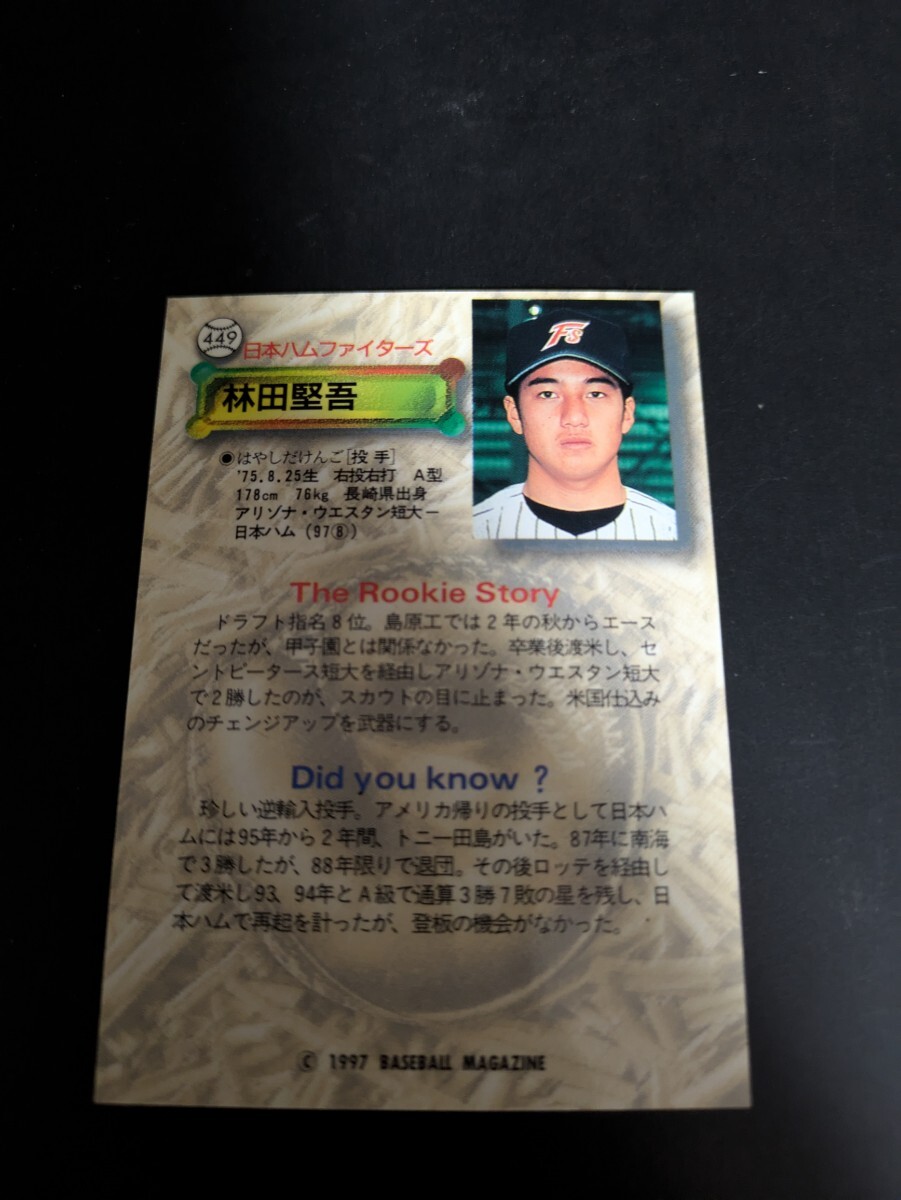 449
日本ハムファイターズ
林田堅吾
Fs
◉はやしだけんご[投手]
'75.8.25生 右投右打 A型
178cm 76kg 長崎県出身
アリゾナ・ウエスタン短大―
日本ハム（97⑧）
The Rookie Story
ドラフト指名8位。島原工では2年の秋からエース
だったが、甲子園とは関係なかった。卒業後渡米し、セ
ントピータース短大を経由しアリゾナ・ウエスタン短大
で2勝したのが、スカウトの目に止まった。米国仕込み
のチェンジアップを武器にする。
Did you know ?
珍しい逆輸入投手。アメリカ帰りの投手として日本ハ
ムには95年から2年間、トニー田島がいた。87年に南海
で3勝したが、88年限りで退団。その後ロッテを経由し
て渡米し93、94年とA級で通算3勝7敗の星を残し、日
本ハムで再起を計ったが、登板の機会がなかった。
© 1997 BASEBALL MAGAZINE